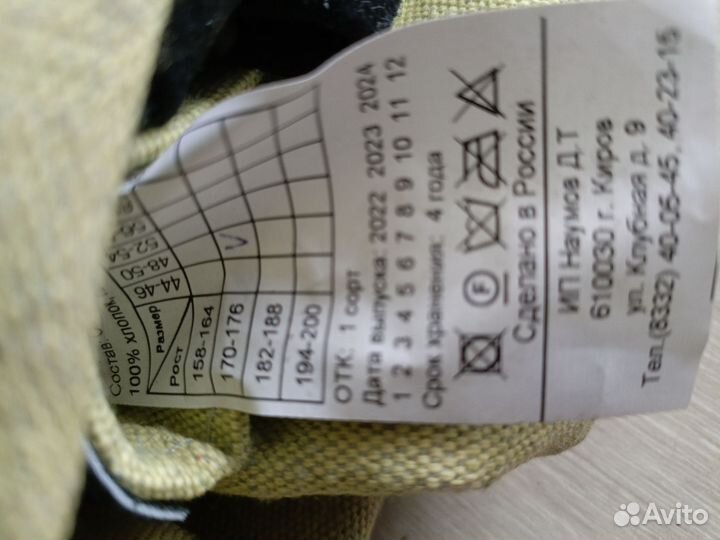 Состав:
100% ХЛОПОК
Размер 44-46 48-50 52-54
Рост
158-164
170-176 V
182-188
194-200
ОТК: 1 сорт
Дата выпуска: 2022 2023 2024
1 2 3 4 5 6 7 8 9 10 11 12
Срок хранения: 4 года
F
Сделано в России
ИП Наумов Д.Т
610030 г. Киров
ул. Клубная д. 9
Тел.(8332) 40-05-45, 40-23-15
Avito